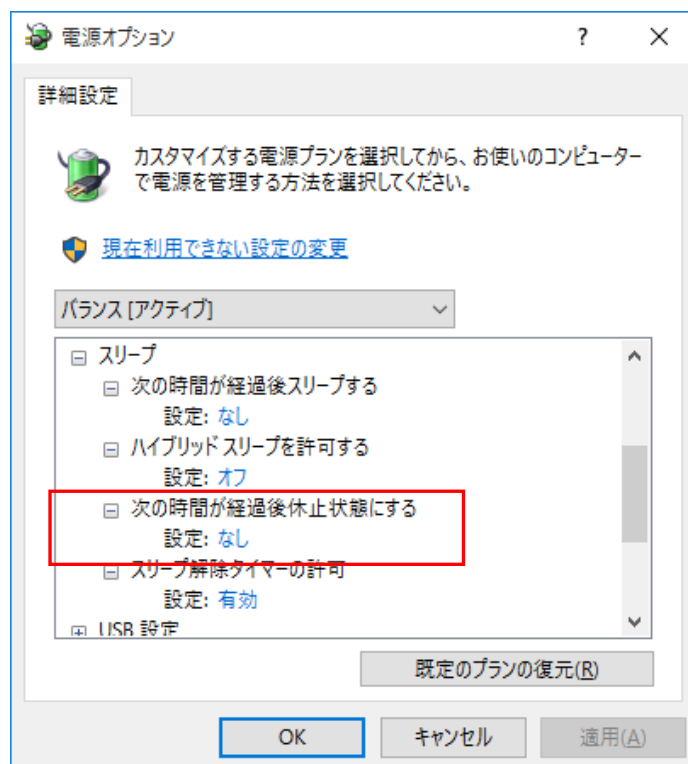 電源オプション ? ×
詳細設定
カスタマイズする電源プランを選択してから、お使いのコンピューター
で電源を管理する方法を選択してください。
現在利用できない設定の変更
バランス [アクティブ]
スリープ
次の時間が経過後スリープする
設定: なし
ハイブリッド スリープを許可する
設定: オフ
次の時間が経過後休止状態にする
設定: なし
スリープ解除タイマーの許可
設定: 有効
USB 設定
既定のプランの復元(R)
OK キャンセル 適用(A)